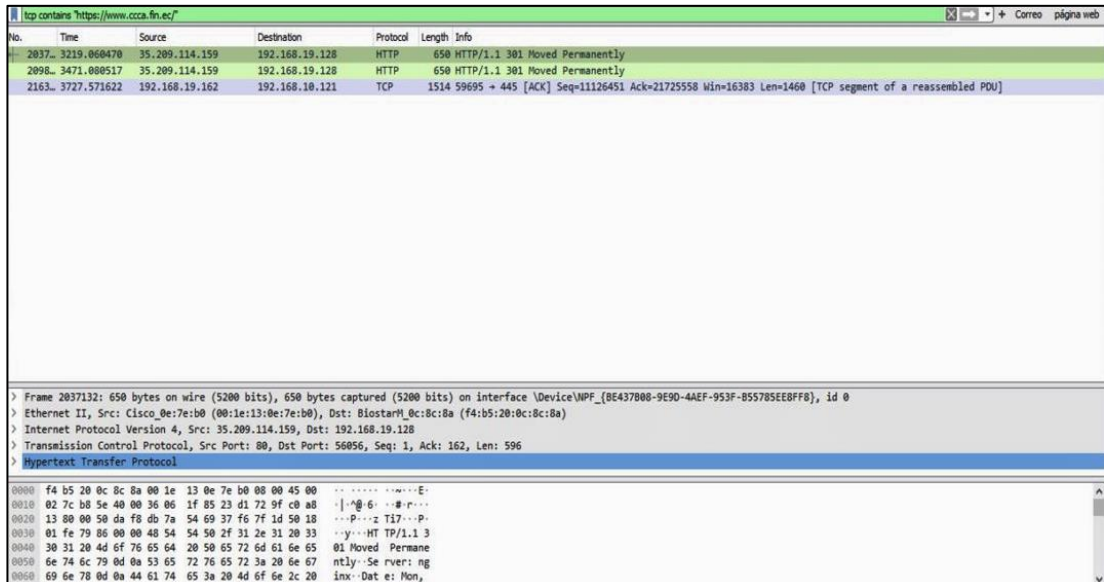 tcp contains "https://www.ccca.fin.ec/"
+ Correo página web
No. Time Source Destination Protocol Length Info
2037… 3219.060470 35.209.114.159 192.168.19.128 HTTP 650 HTTP/1.1 301 Moved Permanently
2098… 3471.080517 35.209.114.159 192.168.19.128 HTTP 650 HTTP/1.1 301 Moved Permanently
2163… 3727.571622 192.168.19.162 192.168.10.121 TCP 1514 59695 → 445 [ACK] Seq=11126451 Ack=21725558 Win=16383 Len=1460 [TCP segment of a reassembled PDU]
> Frame 2037132: 650 bytes on wire (5200 bits), 650 bytes captured (5200 bits) on interface \Device\NPF_{BE437B08-9E9D-4AEF-953F-B55785EE8FF8}, id 0
> Ethernet II, Src: Cisco_0e:7e:b0 (00:1e:13:0e:7e:b0), Dst: BiostarM_0c:8c:8a (f4:b5:20:0c:8c:8a)
> Internet Protocol Version 4, Src: 35.209.114.159, Dst: 192.168.19.128
> Transmission Control Protocol, Src Port: 80, Dst Port: 56056, Seq: 1, Ack: 162, Len: 596
> Hypertext Transfer Protocol
0000 f4 b5 20 0c 8c 8a 00 1e 13 0e 7e b0 08 00 45 00 ·· ····· ··~···E·
0010 02 7c b8 5e 40 00 36 06 1f 85 23 d1 72 9f c0 a8 ·|·^@·6· ··#·r···
0020 13 80 00 50 da f8 db 7a 54 69 37 f6 7f 1d 50 18 ···P···z Ti7···P·
0030 01 fe 79 86 00 00 48 54 54 50 2f 31 2e 31 20 33 ··y···HT TP/1.1 3
0040 30 31 20 4d 6f 76 65 64 20 50 65 72 6d 61 6e 65 01 Moved Permane
0050 6e 74 6c 79 0d 0a 53 65 72 76 65 72 3a 20 6e 67 ntly··Se rver: ng
0060 69 6e 78 0d 0a 44 61 74 65 3a 20 4d 6f 6e 2c 20 inx··Dat e: Mon,